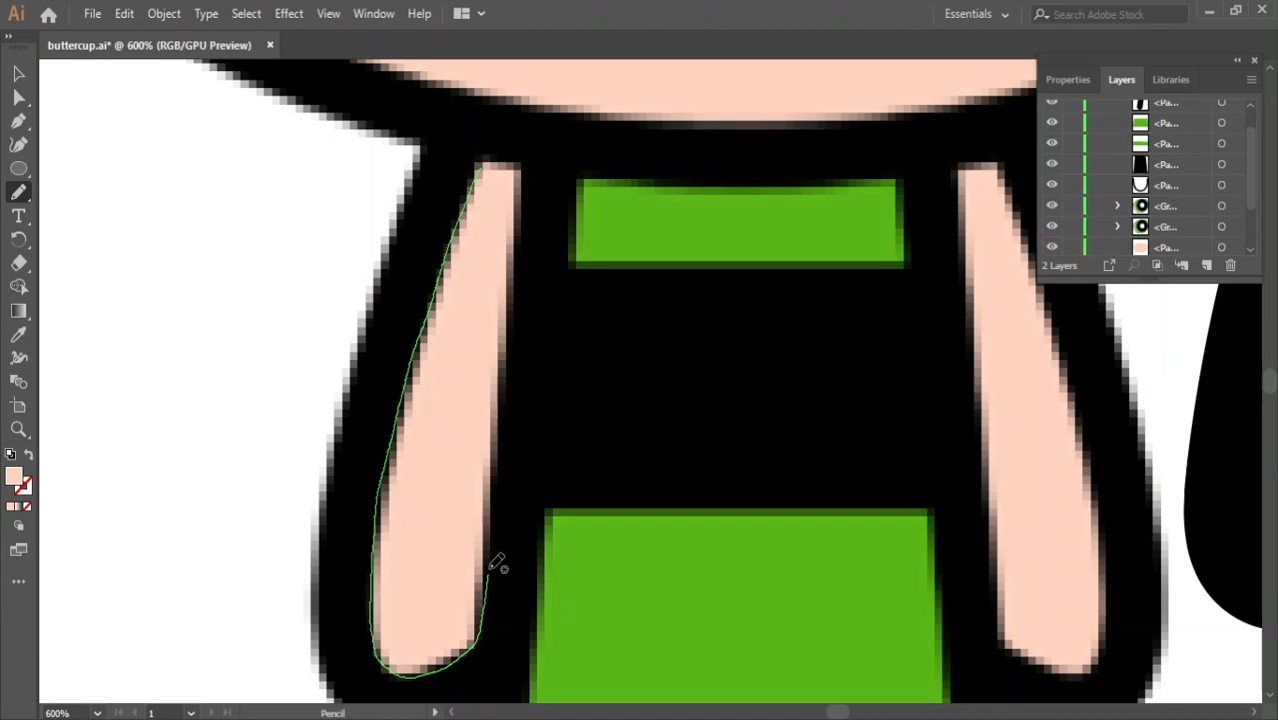 Ai File Edit Object Type Select Effect View Window Help Essentials Search Adobe Stock
buttercup.ai* @ 600% (RGB/GPU Preview) ×
Properties Layers Libraries
<Pa...
<Pa...
<Pa...
<Pa...
<Pa...
<Gr...
<Gr...
<Pa...
2 Layers
600% 1 Pencil